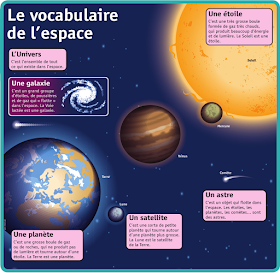 Le vocabulaire
de l'espace
Une étoile
C'est une très grosse boule
formée de gaz très chauds,
qui produit beaucoup d'énergie
et de lumière. Le Soleil est une
étoile.
Soleil
L'Univers
C'est l'ensemble de tout
ce qui existe dans l'espace.
Une galaxie
C'est un grand groupe
d'étoiles, de poussières
et de gaz qui « flotte »
dans l'espace. La Voie
lactée est une galaxie.
Mercure
Vénus
Terre
Lune
Comète
Un astre
C'est un objet qui flotte dans
l'espace. Les étoiles, les
planètes, les comètes... sont
des astres.
Un satellite
C'est une sorte de petite
planète qui tourne autour
d'une planète plus grosse.
La Lune est le satellite
de la Terre.
Une planète
C'est une grosse boule de gaz
ou de roches, qui ne produit pas
de lumière et tourne autour d'une
étoile. La Terre est une planète.